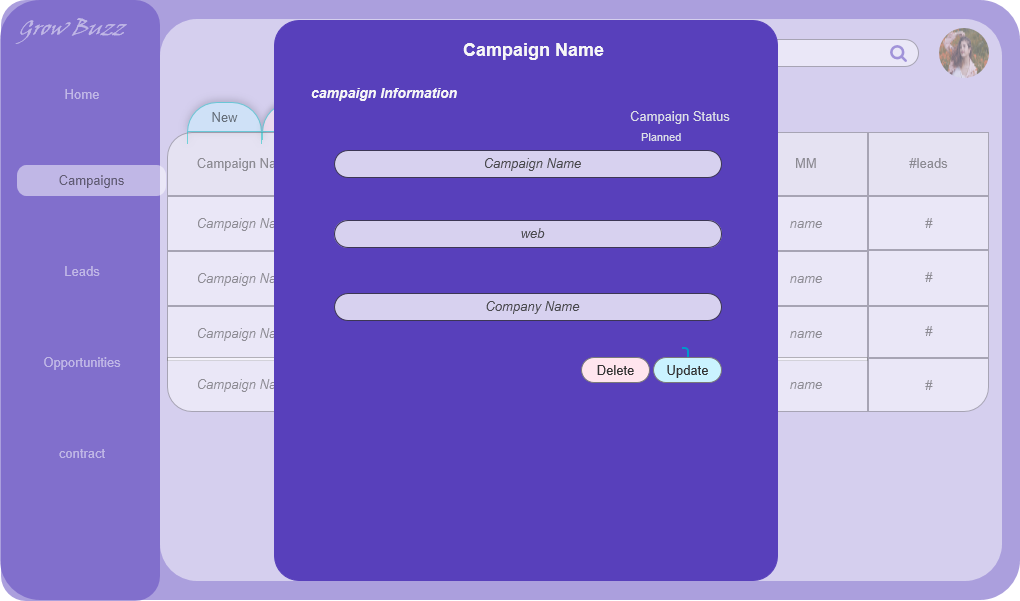 Grow Buzz
Home
Campaigns
Leads
Opportunities
contract
New
Campaign Na
MM
#leads
Campaign Na
name
#
Campaign Na
name
#
Campaign Na
name
#
Campaign Na
name
#
Campaign Name
campaign Information
Campaign Status
Planned
Campaign Name
web
Company Name
Delete
Update